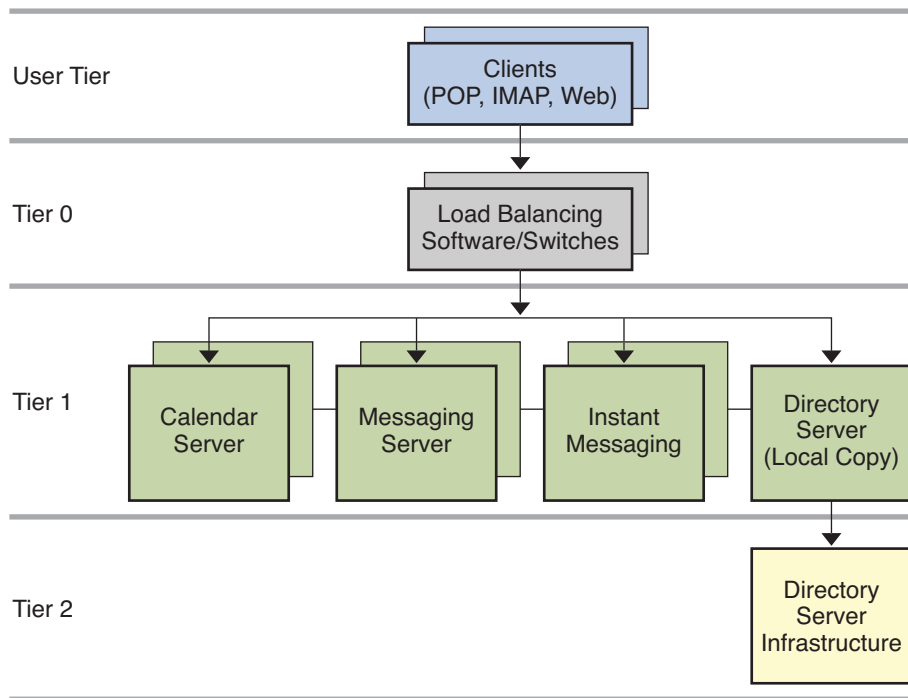 User Tier
Clients
(POP, IMAP, Web)
Tier 0
Load Balancing
Software/Switches
Tier 1
Calendar
Server
Messaging
Server
Instant
Messaging
Directory
Server
(Local Copy)
Tier 2
Directory
Server
Infrastructure